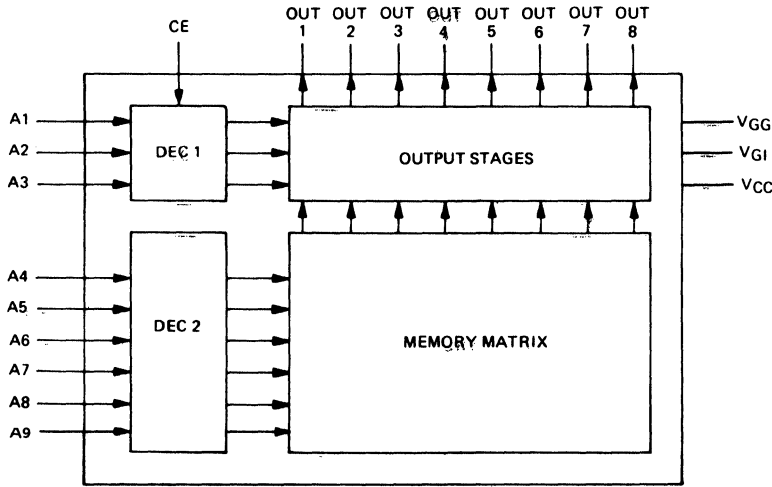 CE
OUT 1
OUT 2
OUT 3
OUT 4
OUT 5
OUT 6
OUT 7
OUT 8
A1
A2
A3
DEC 1
OUTPUT STAGES
VGG
VGI
VCC
A4
A5
A6
A7
A8
A9
DEC 2
MEMORY MATRIX